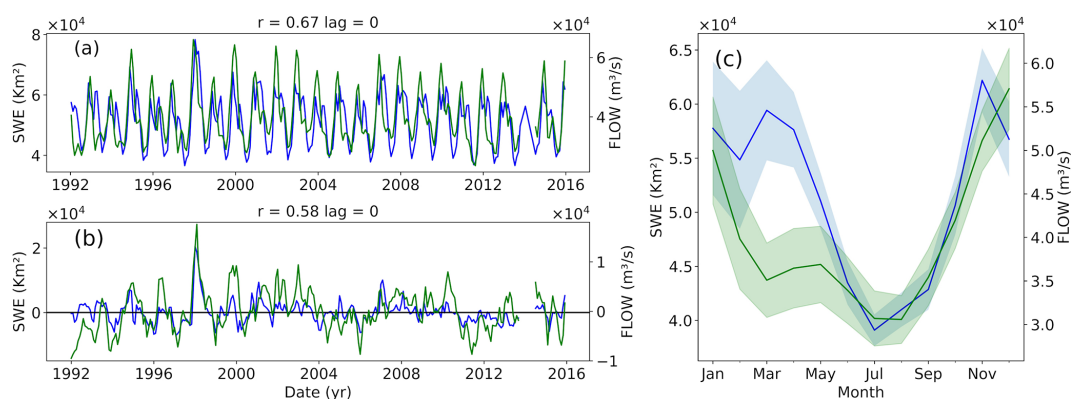 r = 0.67 lag = 0
×10⁴
×10⁴
(a)
SWE (Km²)
FLOW (m³/s)
8
6
4
6
4
1992
1996
2000
2004
2008
2012
2016
r = 0.58 lag = 0
×10⁴
×10⁴
(b)
SWE (Km²)
FLOW (m³/s)
2
0
1
0
−1
1992
1996
2000
2004
2008
2012
2016
Date (yr)
×10⁴
×10⁴
(c)
SWE (Km²)
FLOW (m³/s)
6.5
6.0
5.5
5.0
4.5
4.0
6.0
5.5
5.0
4.5
4.0
3.5
3.0
Jan
Mar
May
Jul
Sep
Nov
Month